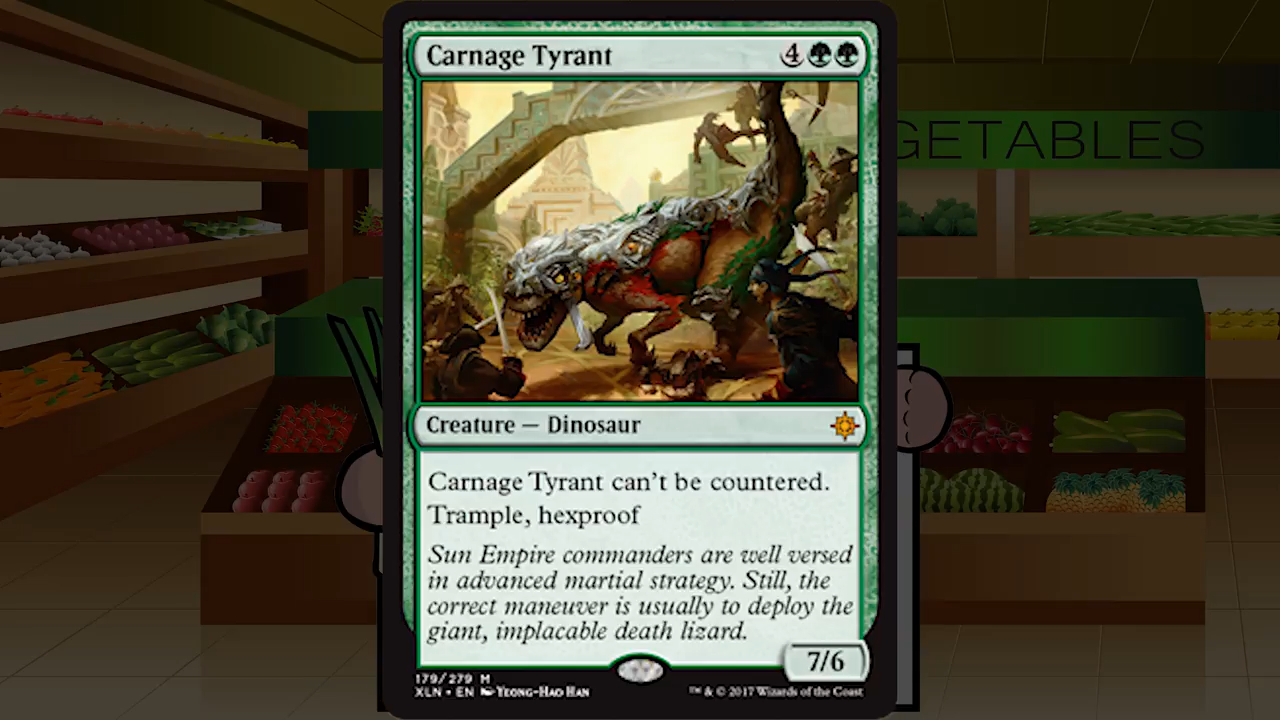 Carnage Tyrant 4
GETABLES
Creature — Dinosaur
Carnage Tyrant can't be countered.
Trample, hexproof
Sun Empire commanders are well versed
in advanced martial strategy. Still, the
correct maneuver is usually to deploy the
giant, implacable death lizard.
7/6
179/279 M
XLN • EN Yeong-Hao Han
™ & © 2017 Wizards of the Coast